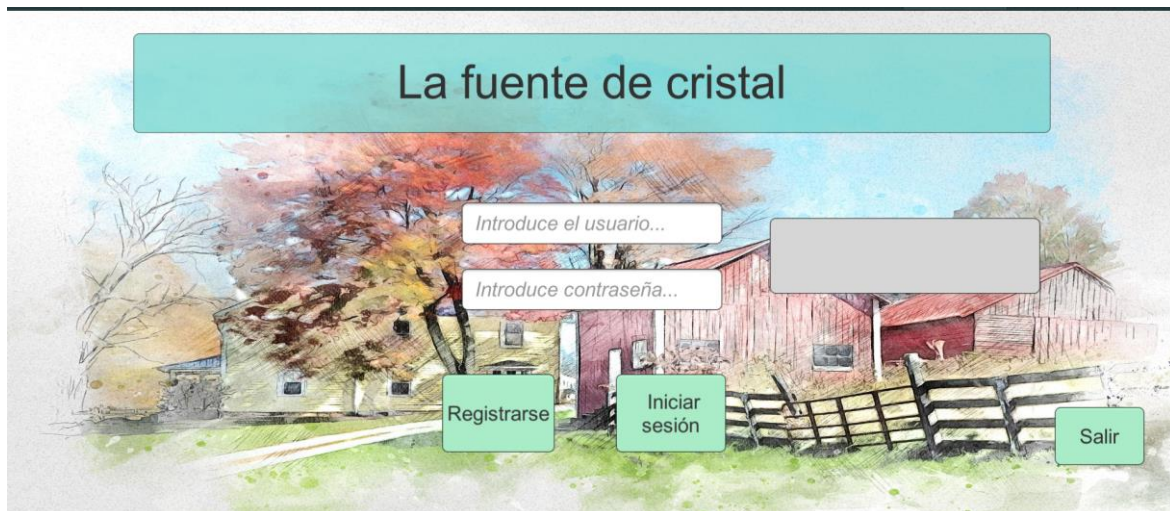 La fuente de cristal
Introduce el usuario...
Introduce contraseña...
Registrarse
Iniciar
sesión
Salir